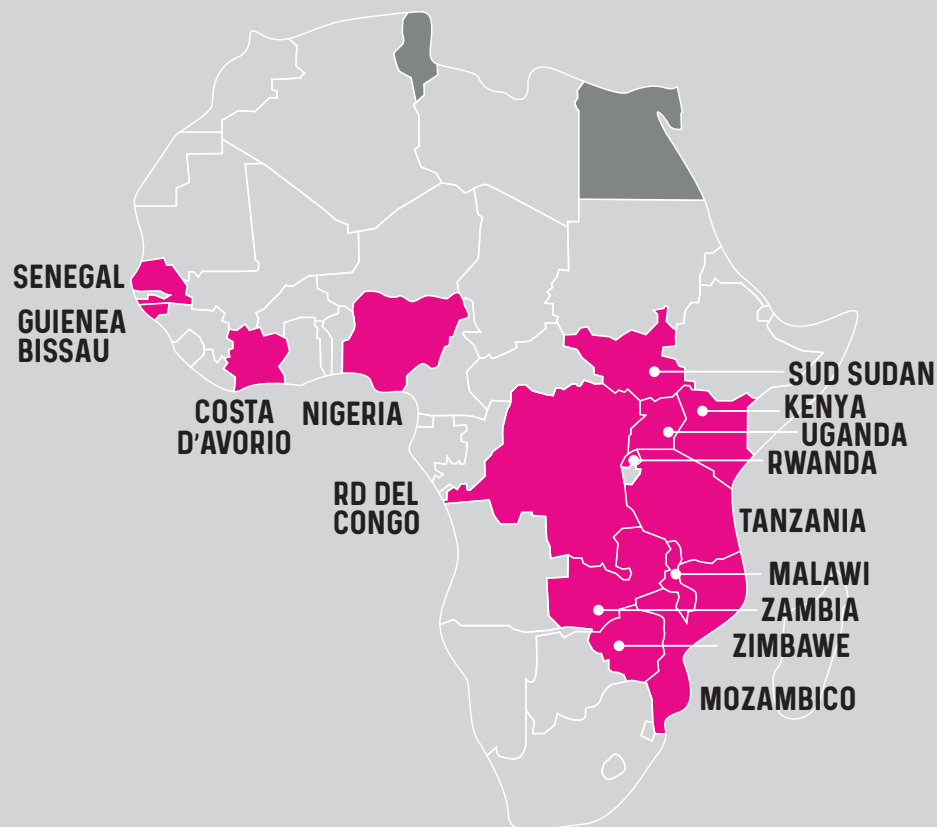 SENEGAL
GUIENEA
BISSAU
COSTA
D'AVORIO
NIGERIA
RD DEL
CONGO
SUD SUDAN
KENYA
UGANDA
RWANDA
TANZANIA
MALAWI
ZAMBIA
ZIMBAWE
MOZAMBICO